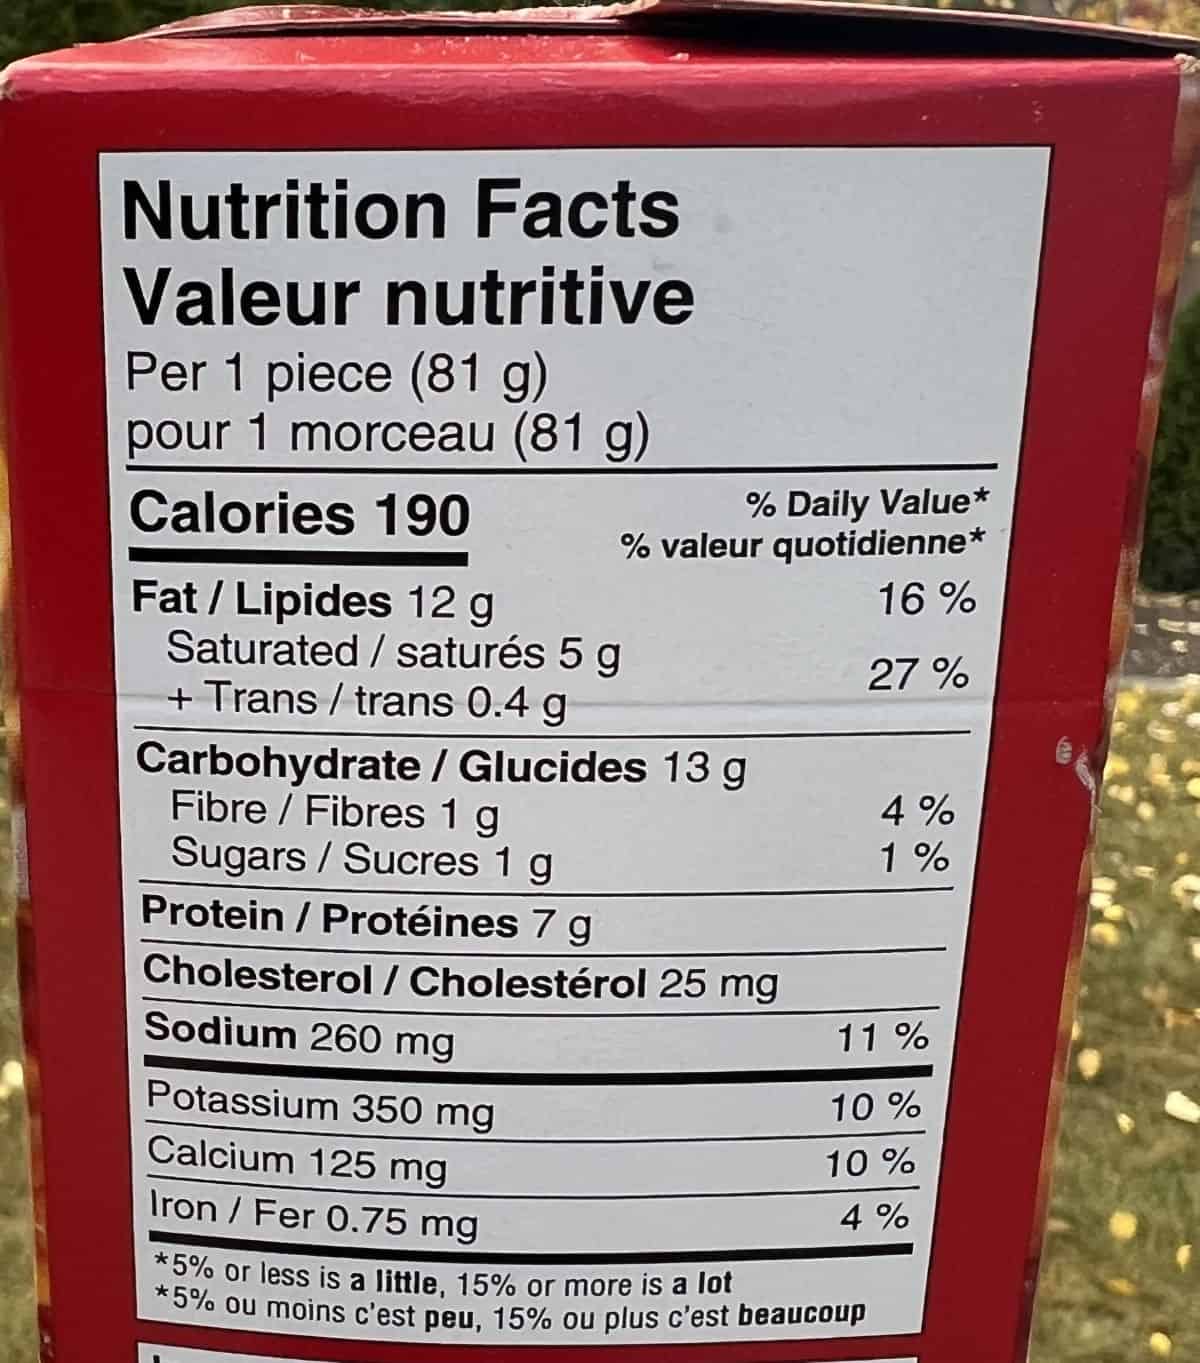 Nutrition Facts
Valeur nutritive
Per 1 piece (81 g)
pour 1 morceau (81 g)
Calories 190
% Daily Value*
% valeur quotidienne*
Fat / Lipides 12 g 16 %
Saturated / saturés 5 g
+ Trans / trans 0.4 g 27 %
Carbohydrate / Glucides 13 g
Fibre / Fibres 1 g 4 %
Sugars / Sucres 1 g 1 %
Protein / Protéines 7 g
Cholesterol / Cholestérol 25 mg
Sodium 260 mg 11 %
Potassium 350 mg 10 %
Calcium 125 mg 10 %
Iron / Fer 0.75 mg 4 %
*5% or less is a little, 15% or more is a lot
*5% ou moins c'est peu, 15% ou plus c'est beaucoup